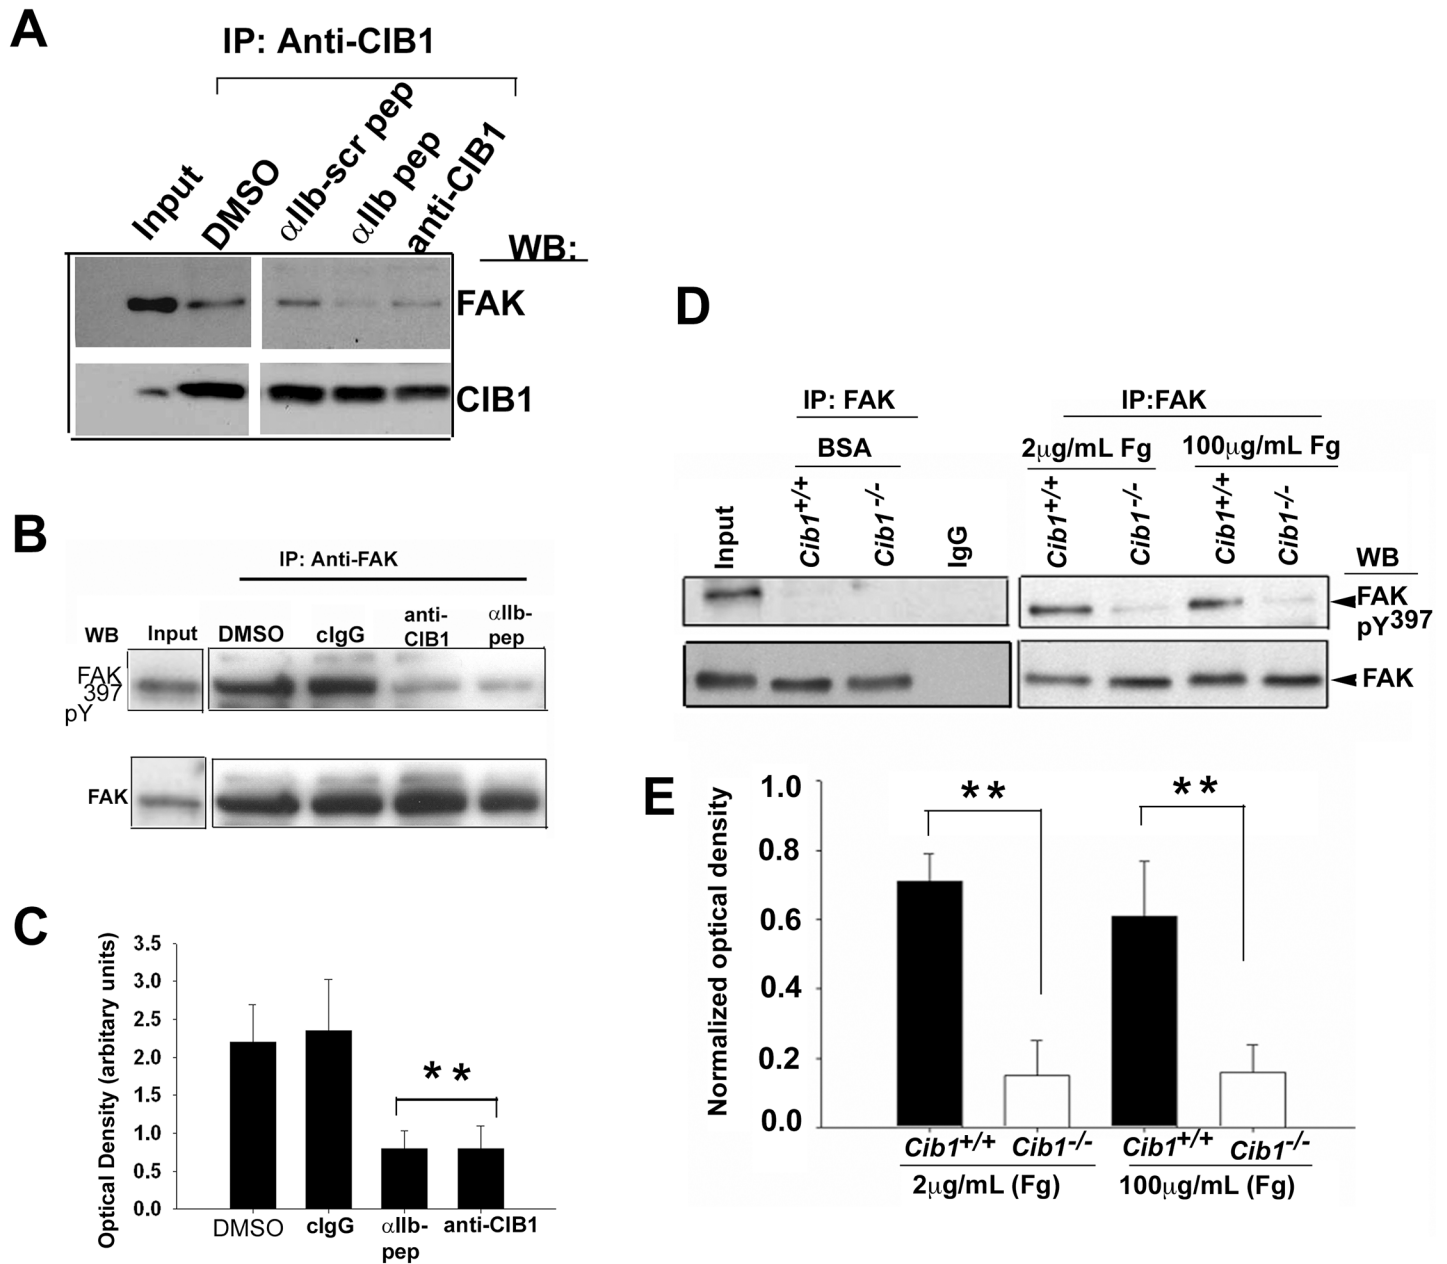 A
IP: Anti-CIB1
Input
DMSO
αIIb-scr pep
αIIb pep
anti-CIB1
WB:
FAK
CIB1
B
IP: Anti-FAK
WB Input DMSO cIgG anti-CIB1 αIIb-pep
FAK
397
pY
FAK
C
Optical Density (arbitary units)
3.5
3.0
2.5
2.0
1.5
1.0
0.5
0.0
* *
DMSO cIgG αIIb-pep anti-CIB1
D
IP: FAK
IP:FAK
BSA
2µg/mL Fg 100µg/mL Fg
Input
Cib1+/+
Cib1-/-
IgG
Cib1+/+
Cib1-/-
Cib1+/+
Cib1-/-
WB
FAK
pY397
FAK
E
Normalized optical density
1.0
0.8
0.6
0.4
0.2
0.0
** **
Cib1+/+ Cib1-/- Cib1+/+ Cib1-/-
2µg/mL (Fg) 100µg/mL (Fg)